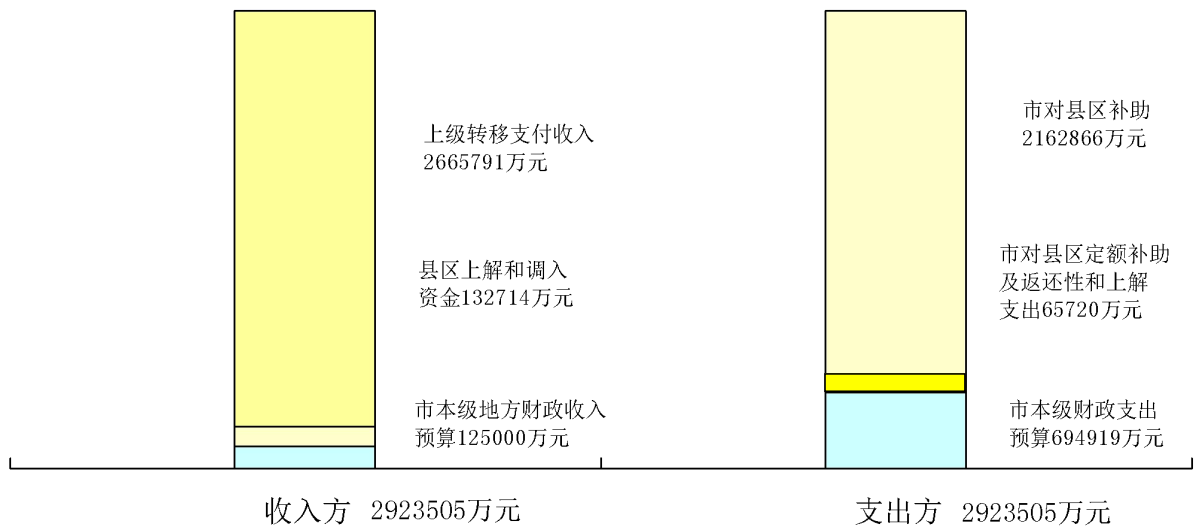 上级转移支付收入
2665791万元
县区上解和调入
资金132714万元
市本级地方财政收入
预算125000万元
收入方 2923505万元
市对县区补助
2162866万元
市对县区定额补助
及返还性和上解
支出65720万元
市本级财政支出
预算694919万元
支出方 2923505万元